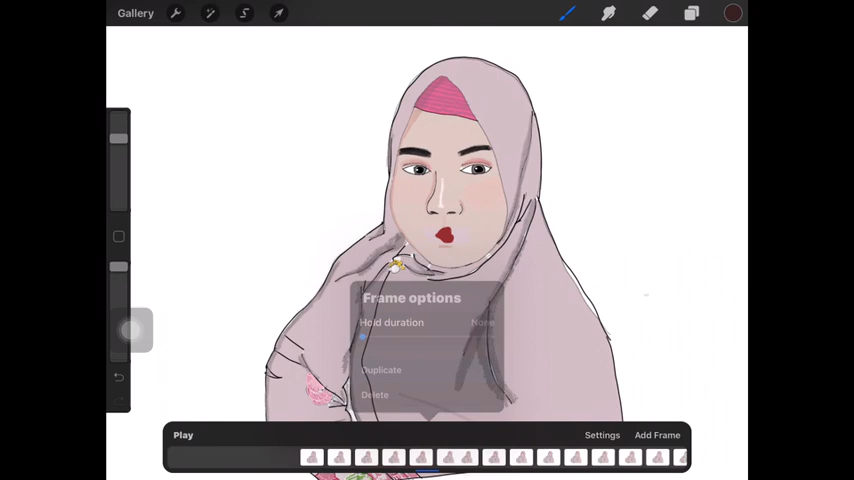 Gallery
Frame options
Hold duration None
Duplicate
Delete
Play Settings Add Frame